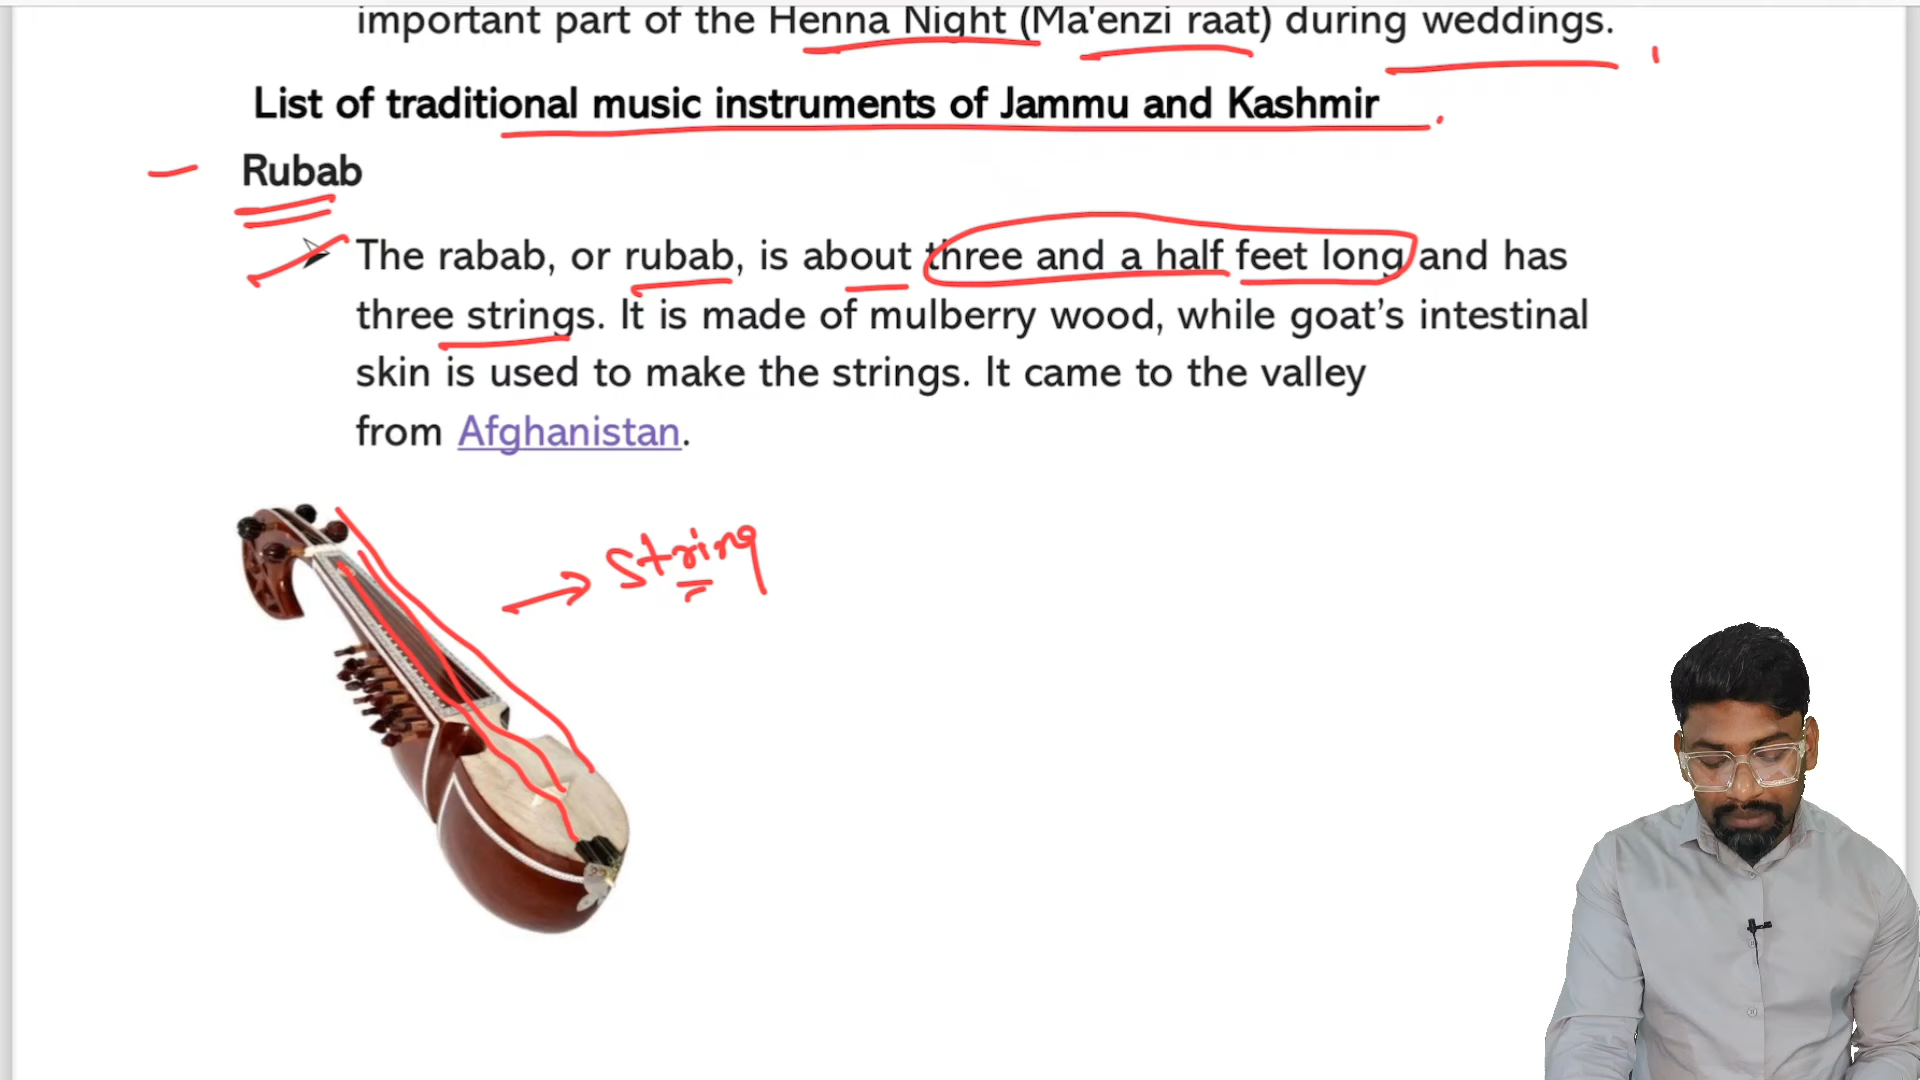 important part of the Henna Night (Ma'enzi raat) during weddings.
List of traditional music instruments of Jammu and Kashmir
Rubab
The rabab, or rubab, is about three and a half feet long and has
three strings. It is made of mulberry wood, while goat’s intestinal
skin is used to make the strings. It came to the valley
from Afghanistan.
String